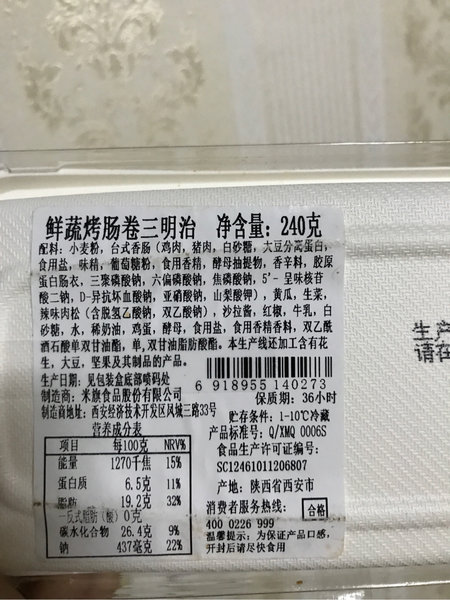 鲜蔬烤肠卷三明治 净含量: 240克
配料: 小麦粉, 台式香肠 (鸡肉, 猪肉, 白砂糖, 大豆分离蛋白,
食用盐, 味精, 葡萄糖粉, 食用香精, 酵母抽提物, 香辛料, 胶原
蛋白肠衣, 三聚磷酸钠, 六偏磷酸钠, 焦磷酸钠, 5'-呈味核苷
酸二钠, D-异抗坏血酸钠, 亚硝酸钠, 山梨酸钾), 黄瓜, 生菜,
辣味肉松 (含脱氢乙酸钠, 双乙酸钠), 沙拉酱, 红椒, 牛乳, 白
砂糖, 水, 稀奶油, 鸡蛋, 酵母, 食用盐, 食用香精香料, 双乙酰
酒石酸单双甘油酯, 单, 双甘油脂肪酸酯。本生产线还加工含有花
生, 大豆, 坚果及其制品的产品。
生产日期: 见包装盒底部喷码处
制造商: 米旗食品股份有限公司
制造商地址: 西安经济技术开发区凤城三路33号
营养成分表
项目 每100克 NRV%
能量 1270千焦 15%
蛋白质 6.5克 11%
脂肪 19.2克 32%
一反式脂肪(酸) 0克
碳水化合物 26.4克 9%
钠 437毫克 22%
6 918955 140273
保质期: 36小时
贮存条件: 1-10℃冷藏
产品标准号: Q/XMQ 0006S
食品生产许可证编号:
SC12461011206807
产地: 陕西省西安市
消费者服务热线:
400 0226 999
合格
温馨提示: 为保证产品口感,
开封后请尽快食用
生产
请在